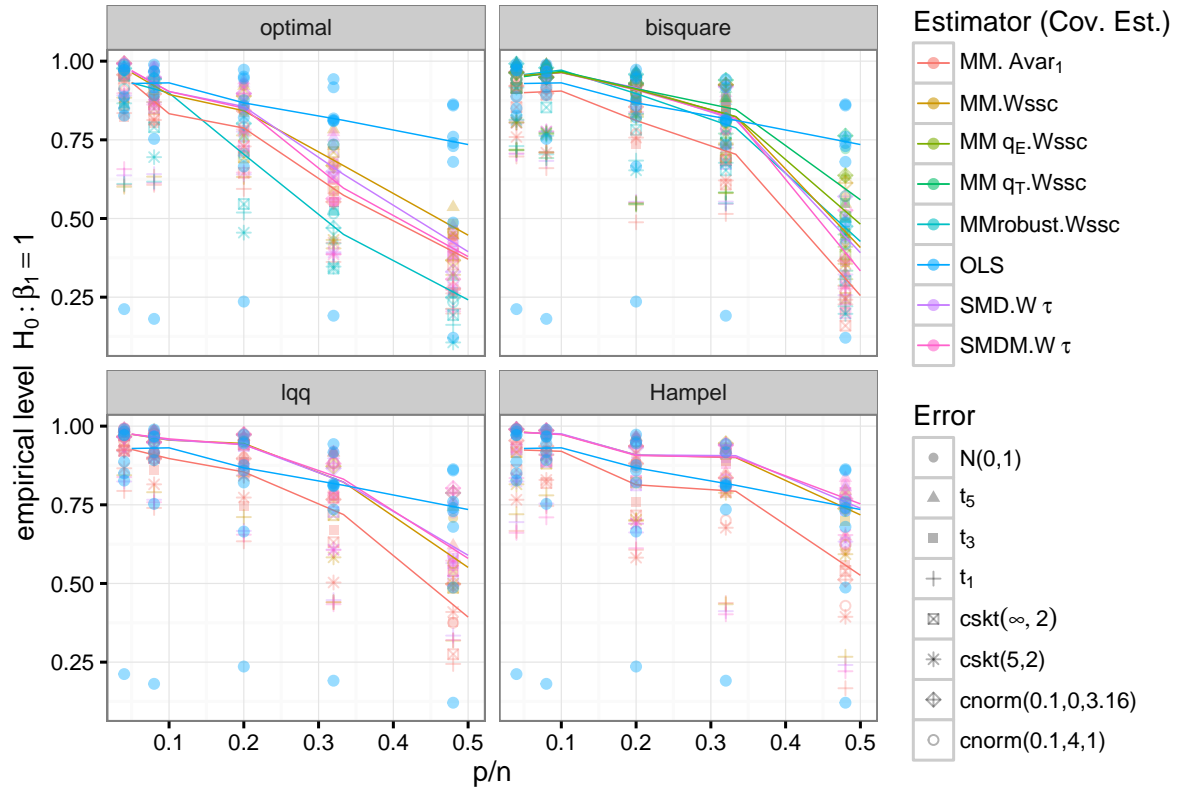 optimal
bisquare
lqq
Hampel
1.00
0.75
0.50
0.25
1.00
0.75
0.50
0.25
0.1 0.2 0.3 0.4 0.5
0.1 0.2 0.3 0.4 0.5
p/n
empirical level H₀ : β₁ = 1
Estimator (Cov. Est.)
MM. Avar₁
MM.Wssc
MM q_E.Wssc
MM q_T.Wssc
MMrobust.Wssc
OLS
SMD.W τ
SMDM.W τ
Error
N(0,1)
t₅
t₃
t₁
cskt(∞, 2)
cskt(5,2)
cnorm(0.1,0,3.16)
cnorm(0.1,4,1)